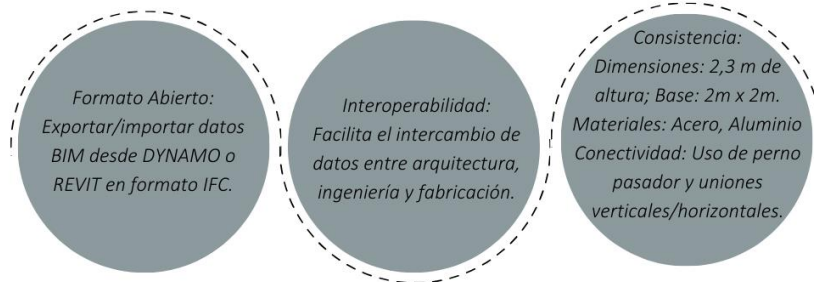 Formato Abierto:
Exportar/importar datos
BIM desde DYNAMO o
REVIT en formato IFC.
Interoperabilidad:
Facilita el intercambio de
datos entre arquitectura,
ingeniería y fabricación.
Consistencia:
Dimensiones: 2,3 m de
altura; Base: 2m x 2m.
Materiales: Acero, Aluminio
Conectividad: Uso de perno
pasador y uniones
verticales/horizontales.